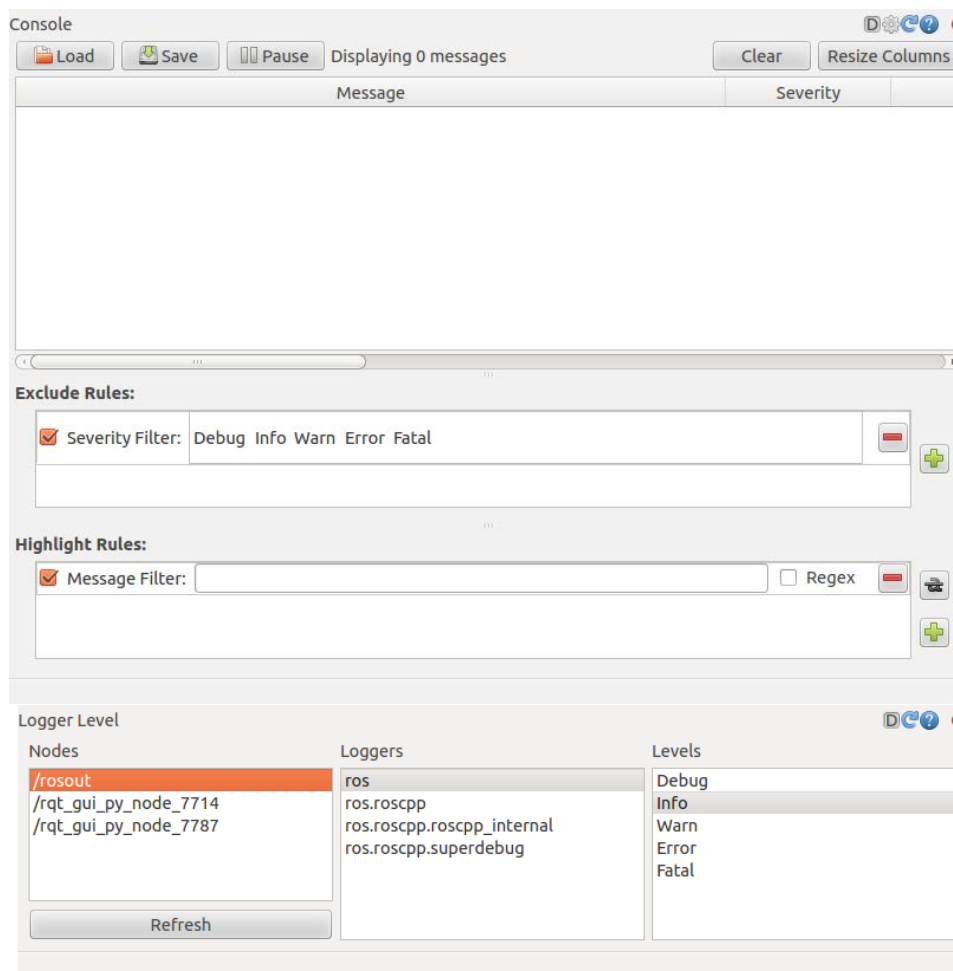 Console D
Load Save Pause Displaying 0 messages Clear Resize Columns
Message Severity
Exclude Rules:
Severity Filter: Debug Info Warn Error Fatal
Highlight Rules:
Message Filter: Regex
Logger Level D
Nodes Loggers Levels
/rosout ros Debug
/rqt_gui_py_node_7714 ros.roscpp Info
/rqt_gui_py_node_7787 ros.roscpp.roscpp_internal Warn
ros.roscpp.superdebug Error
Fatal
Refresh